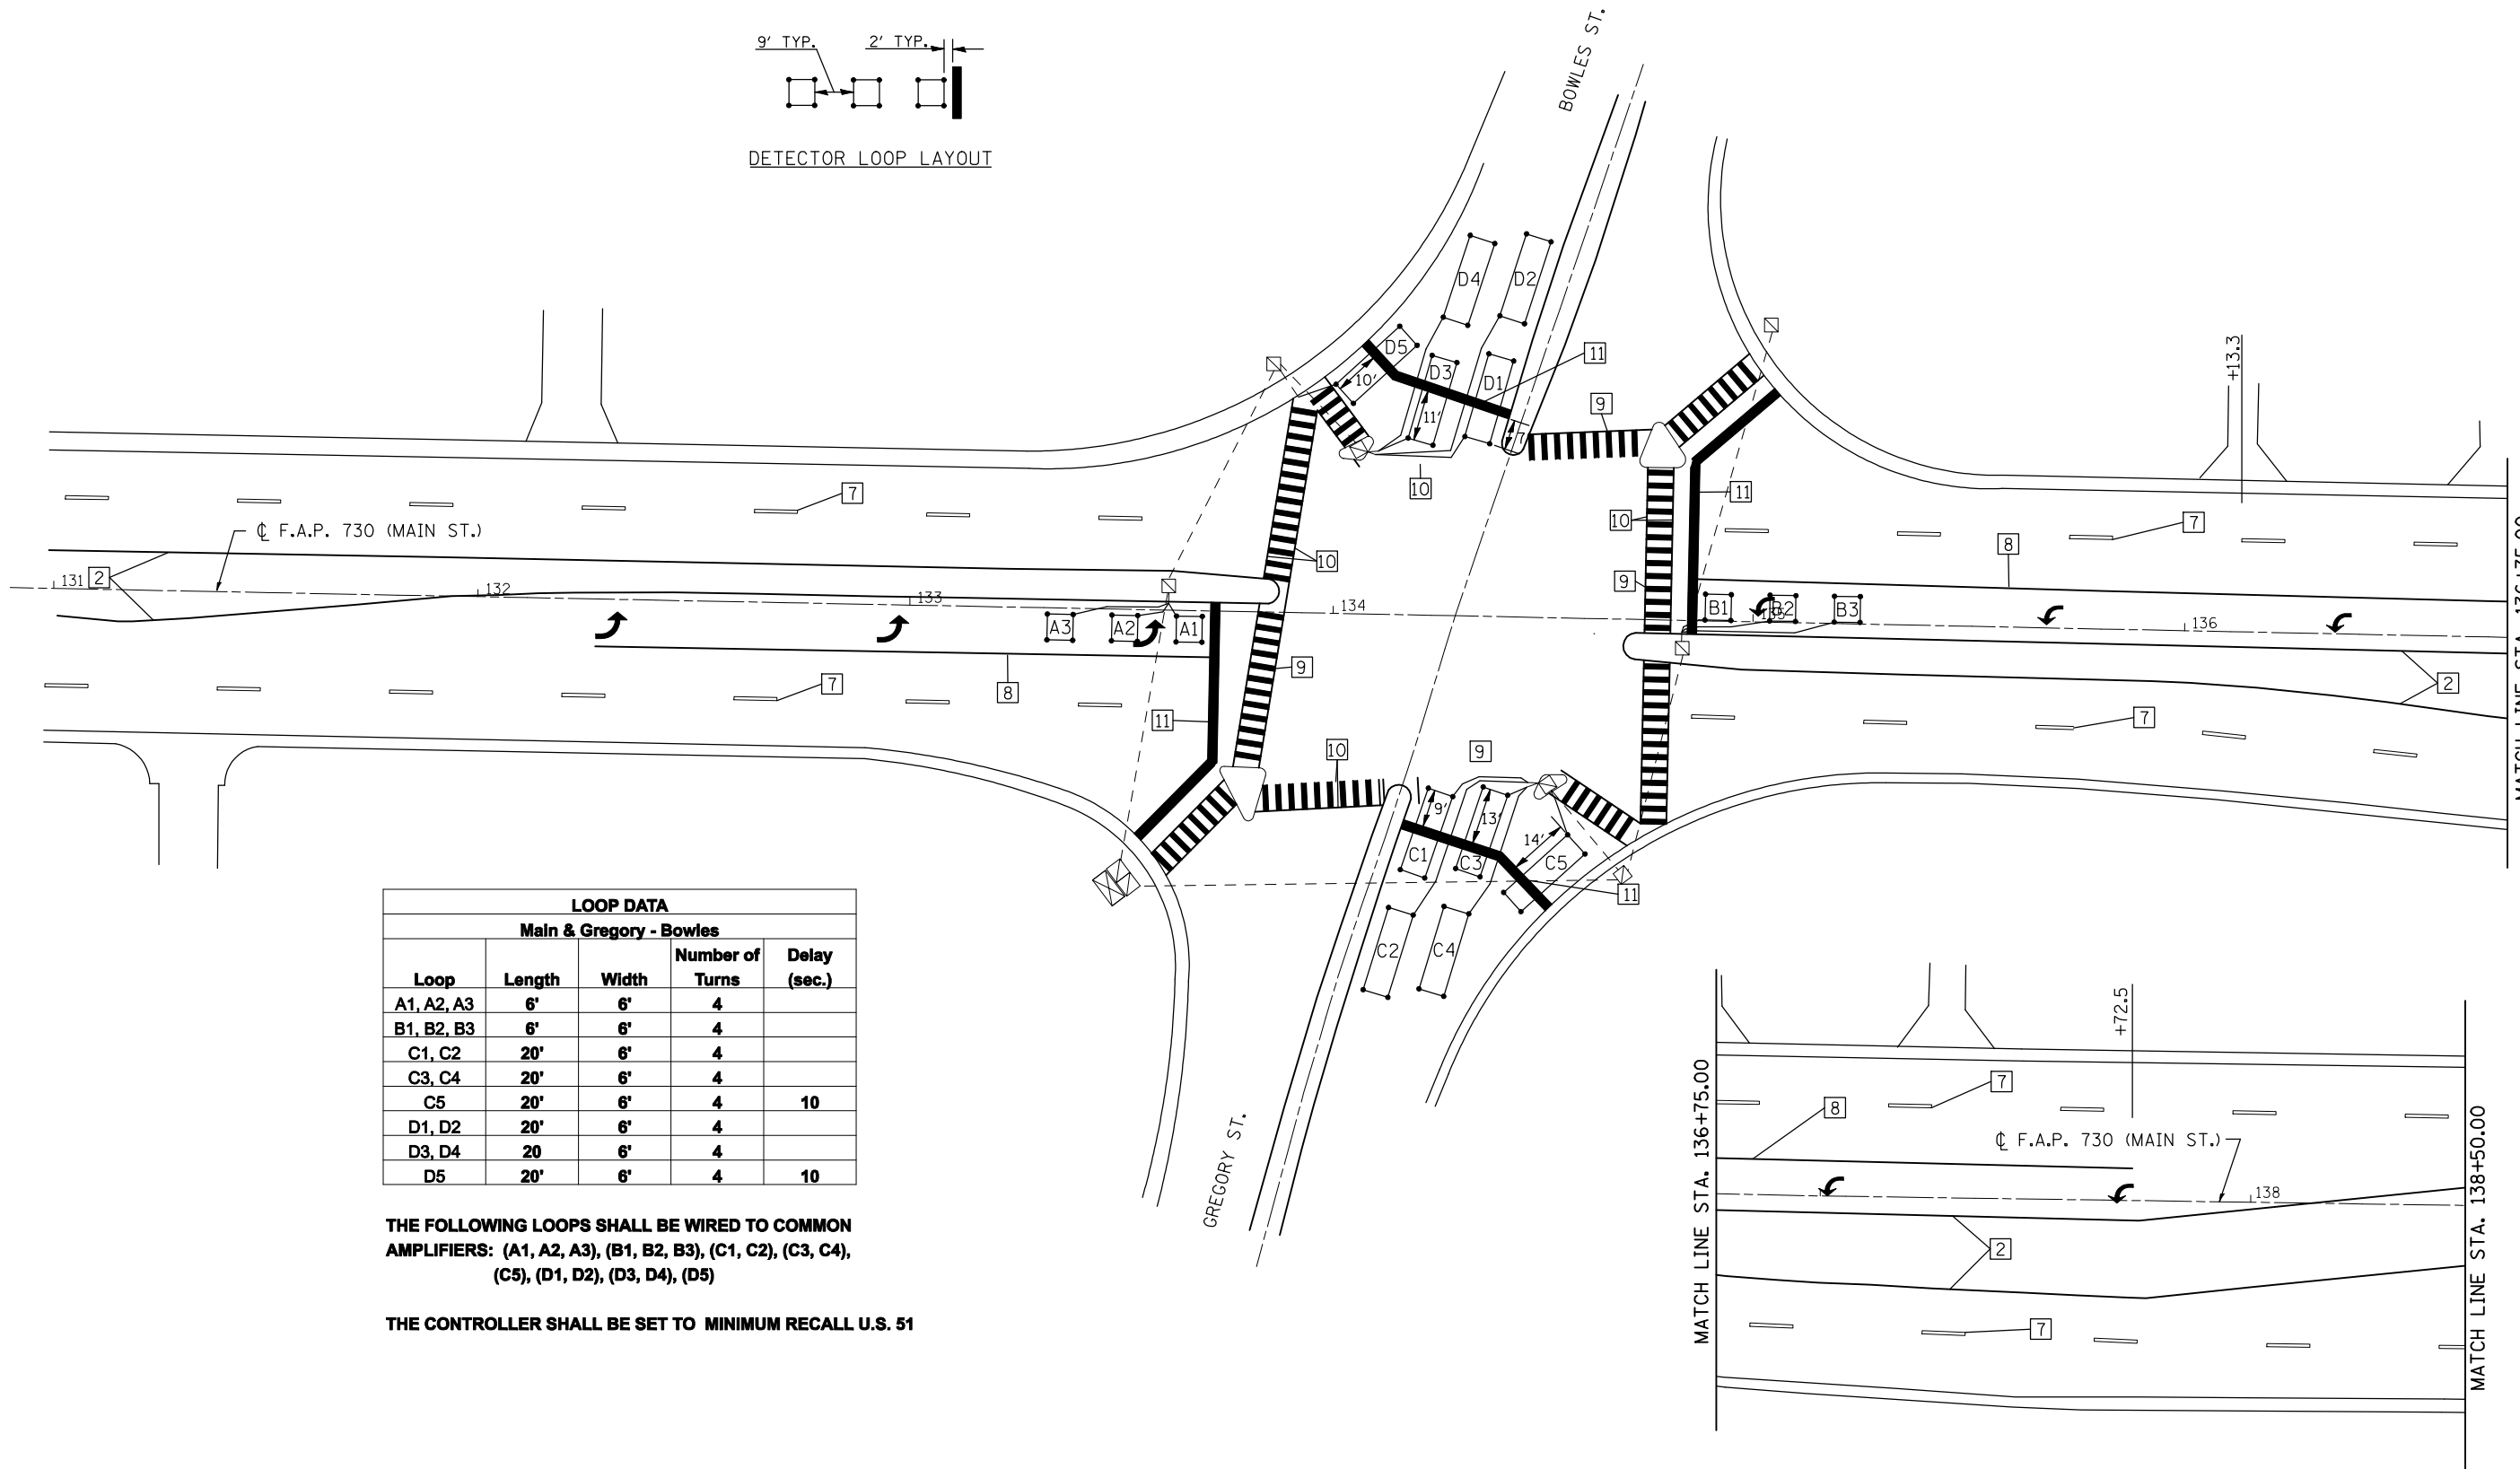 9' TYP.
2' TYP.
DETECTOR LOOP LAYOUT
BOWLES ST.
D4
D2
D5
D3
D1
11
10'
11'
7'
9
10
+13.3
7
℄ F.A.P. 730 (MAIN ST.)
131
2
132
133
134
10
10
11
7
8
9
A3
A2
A1
B1
B2
B3
135
136
7
8
11
9
2
7
MATCH LINE STA. 136+75.00
10
9
9'
13'
14'
C1
C3
C5
11
C2
C4
GREGORY ST.
LOOP DATA
Main & Gregory - Bowles
Loop Length Width Number of Turns Delay (sec.)
A1, A2, A3 6' 6' 4
B1, B2, B3 6' 6' 4
C1, C2 20' 6' 4
C3, C4 20' 6' 4
C5 20' 6' 4 10
D1, D2 20' 6' 4
D3, D4 20 6' 4
D5 20' 6' 4 10
THE FOLLOWING LOOPS SHALL BE WIRED TO COMMON
AMPLIFIERS: (A1, A2, A3), (B1, B2, B3), (C1, C2), (C3, C4),
(C5), (D1, D2), (D3, D4), (D5)
THE CONTROLLER SHALL BE SET TO MINIMUM RECALL U.S. 51
MATCH LINE STA. 136+75.00
+72.5
7
8
℄ F.A.P. 730 (MAIN ST.)
138
2
7
MATCH LINE STA. 138+50.00